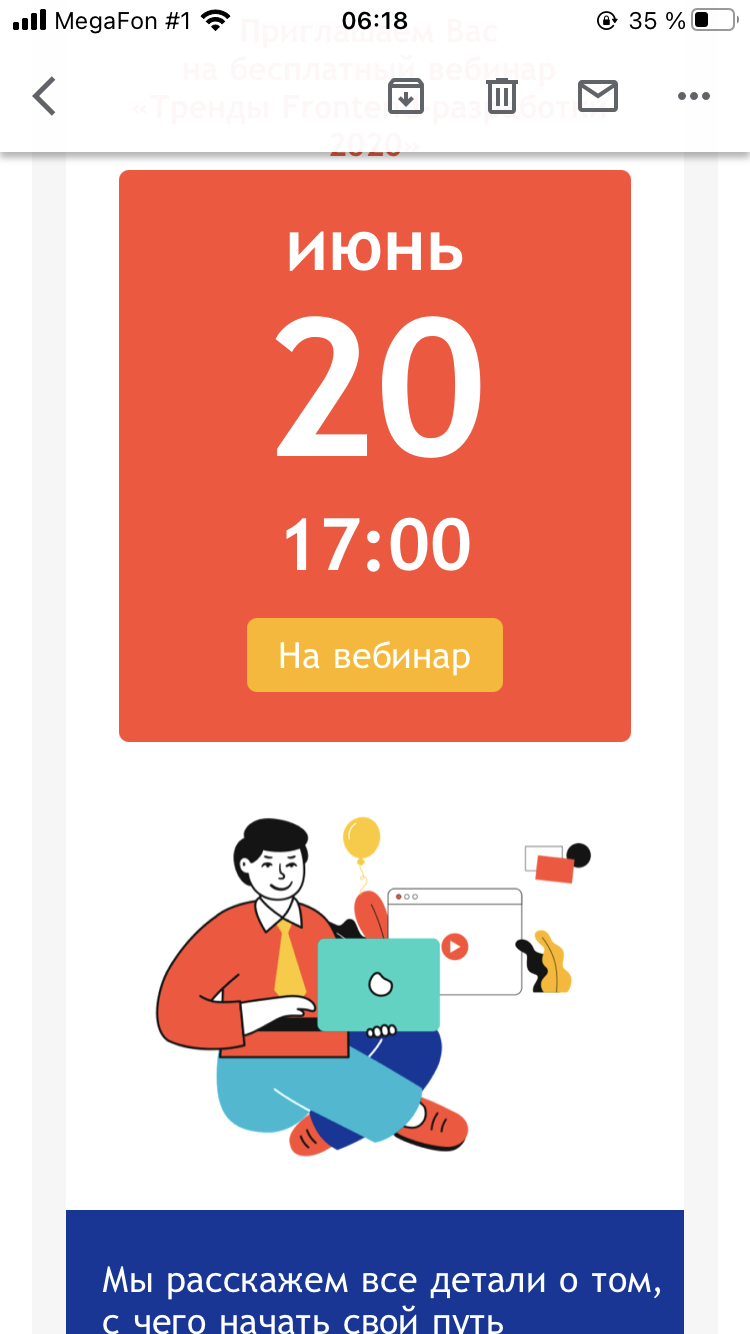 MegaFon #1 06:18 35 %
Приглашаем Вас
на бесплатный вебинар
«Тренды Frontend-разработки
2020»
ИЮНЬ
20
17:00
На вебинар
Мы расскажем все детали о том,
с чего начать свой путь